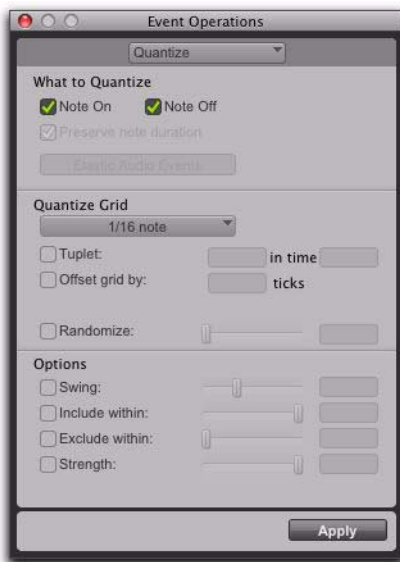 Event Operations
Quantize
What to Quantize
Note On Note Off
Preserve note duration
Elastic Audio Events
Quantize Grid
1/16 note
Tuplet: in time
Offset grid by: ticks
Randomize:
Options
Swing:
Include within:
Exclude within:
Strength:
Apply